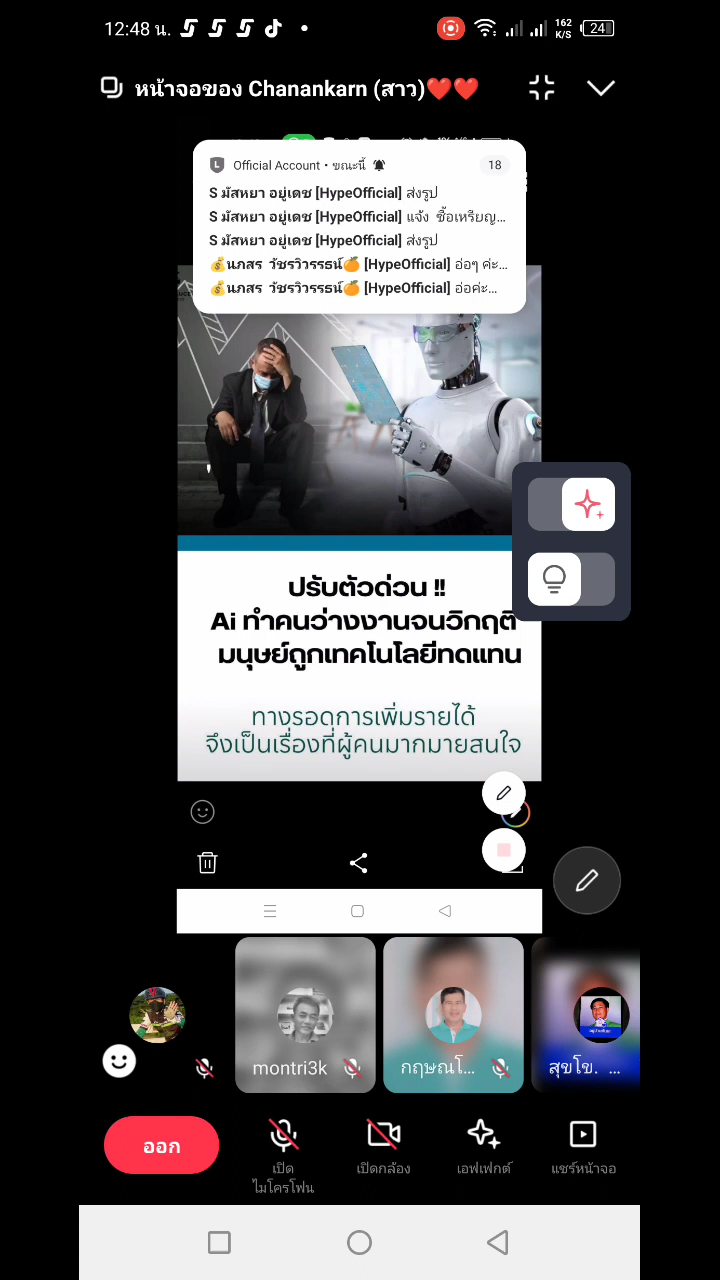 12:48 น.
162
K/S
24
หน้าจอของ Chanankarn (สาว)❤️❤️
Official Account • ขณะนี้
18
S มัสหยา อยู่เดช [HypeOfficial] ส่งรูป
S มัสหยา อยู่เดช [HypeOfficial] แจ้ง ชื้อเหรียญ...
S มัสหยา อยู่เดช [HypeOfficial] ส่งรูป
💰นภสร วัชรวิวรรธน์🍊 [HypeOfficial] อ่อๆ ค่ะ...
💰นภสร วัชรวิวรรธน์🍊 [HypeOfficial] อ่อค่ะ...
ปรับตัวด่วน !!
Ai ทำคนว่างงานจนวิกฤติ
มนุษย์ถูกเทคโนโลยีทดแทน
ทางรอดการเพิ่มรายได้
จึงเป็นเรื่องที่ผู้คนมากมายสนใจ
montri3k
กฤษณโ...
สุขโข. ...
ออก
เปิด
ไมโครโฟน
เปิดกล้อง
เอฟเฟกต์
แชร์หน้าจอ